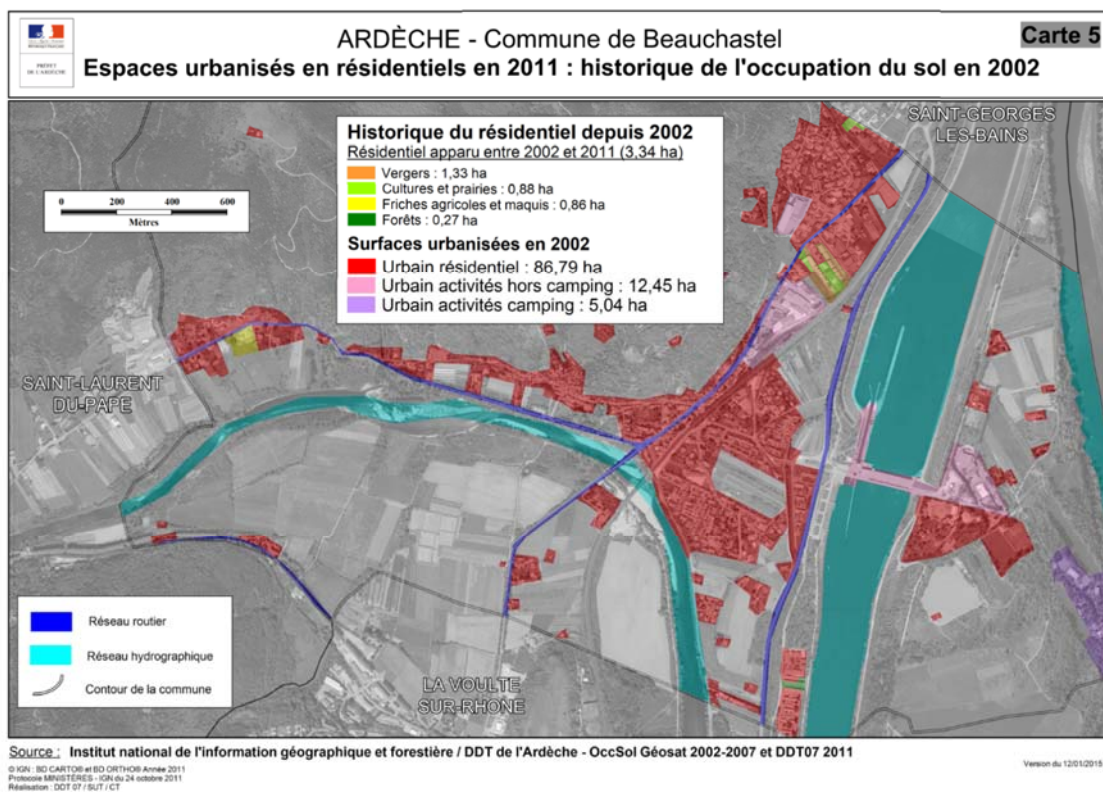 ARDÈCHE - Commune de Beauchastel
Carte 5
PRÉFET
DE L'ARDÈCHE
Espaces urbanisés en résidentiels en 2011 : historique de l'occupation du sol en 2002
SAINT-GEORGES
LES-BAINS
Historique du résidentiel depuis 2002
Résidentiel apparu entre 2002 et 2011 (3,34 ha)
Vergers : 1,33 ha
Cultures et prairies : 0,88 ha
Friches agricoles et maquis : 0,86 ha
Forêts : 0,27 ha
Surfaces urbanisées en 2002
Urbain résidentiel : 86,79 ha
Urbain activités hors camping : 12,45 ha
Urbain activités camping : 5,04 ha
0 200 400 600
Mètres
SAINT-LAURENT
DU-PAPE
Réseau routier
Réseau hydrographique
Contour de la commune
LA VOULTE
SUR-RHONE
Source : Institut national de l'information géographique et forestière / DDT de l'Ardèche - OccSol Géosat 2002-2007 et DDT07 2011
© IGN : BD CARTO® et BD ORTHO® Année 2011
Protocole MINISTÈRES - IGN du 24 octobre 2011
Réalisation : DDT 07 / SUT / CT
Version du 12/01/2015